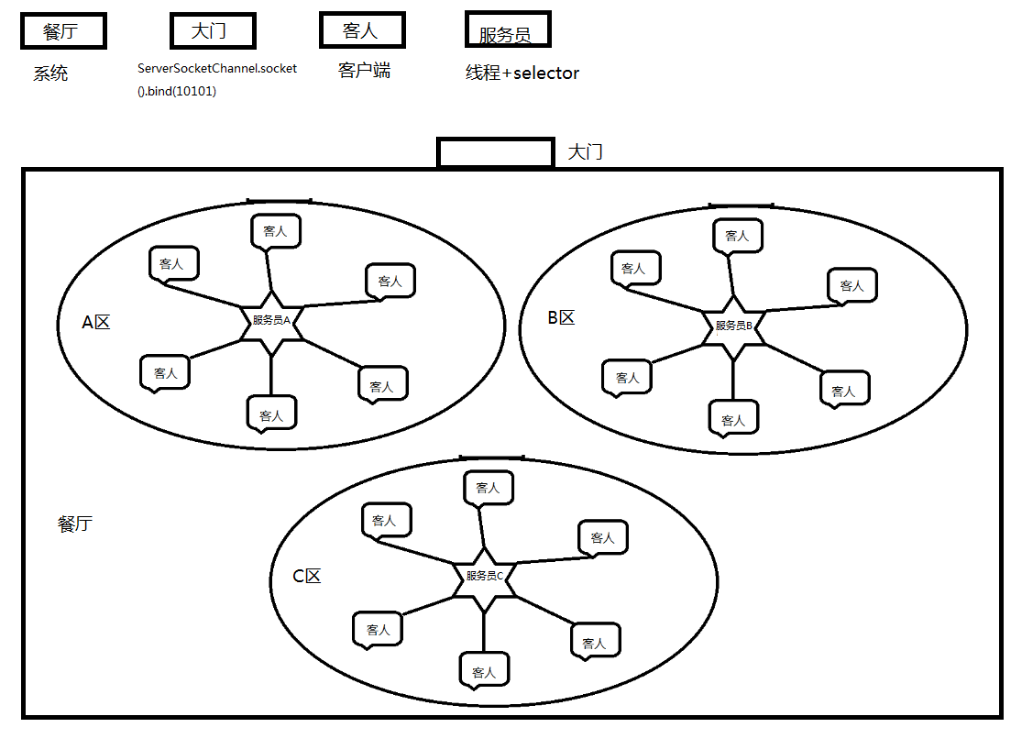 餐厅
大门
客人
服务员
系统
ServerSocketChannel.socket
().bind(10101)
客户端
线程+selector
大门
客人
客人
客人
A区
服务员A
客人
客人
客人
客人
客人
客人
B区
服务员B
客人
客人
客人
餐厅
客人
客人
客人
C区
服务员C
客人
客人
客人